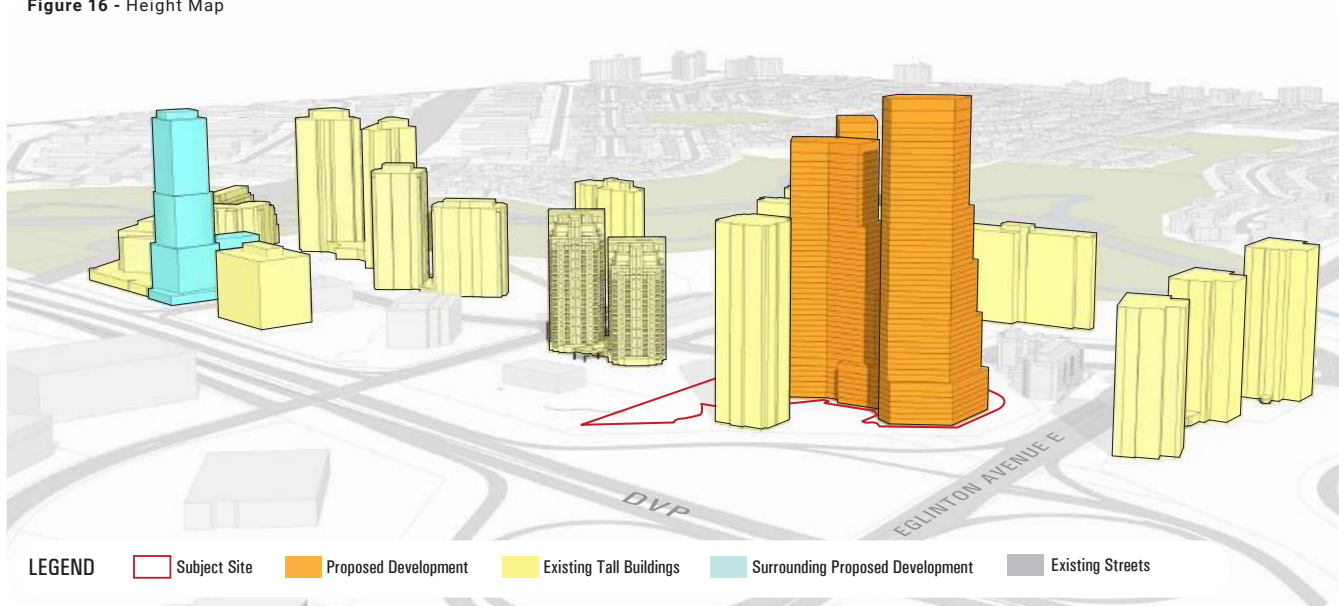 Figure 16 - Height Map
DVP
EGLINTON AVENUE E
LEGEND
Subject Site
Proposed Development
Existing Tall Buildings
Surrounding Proposed Development
Existing Streets